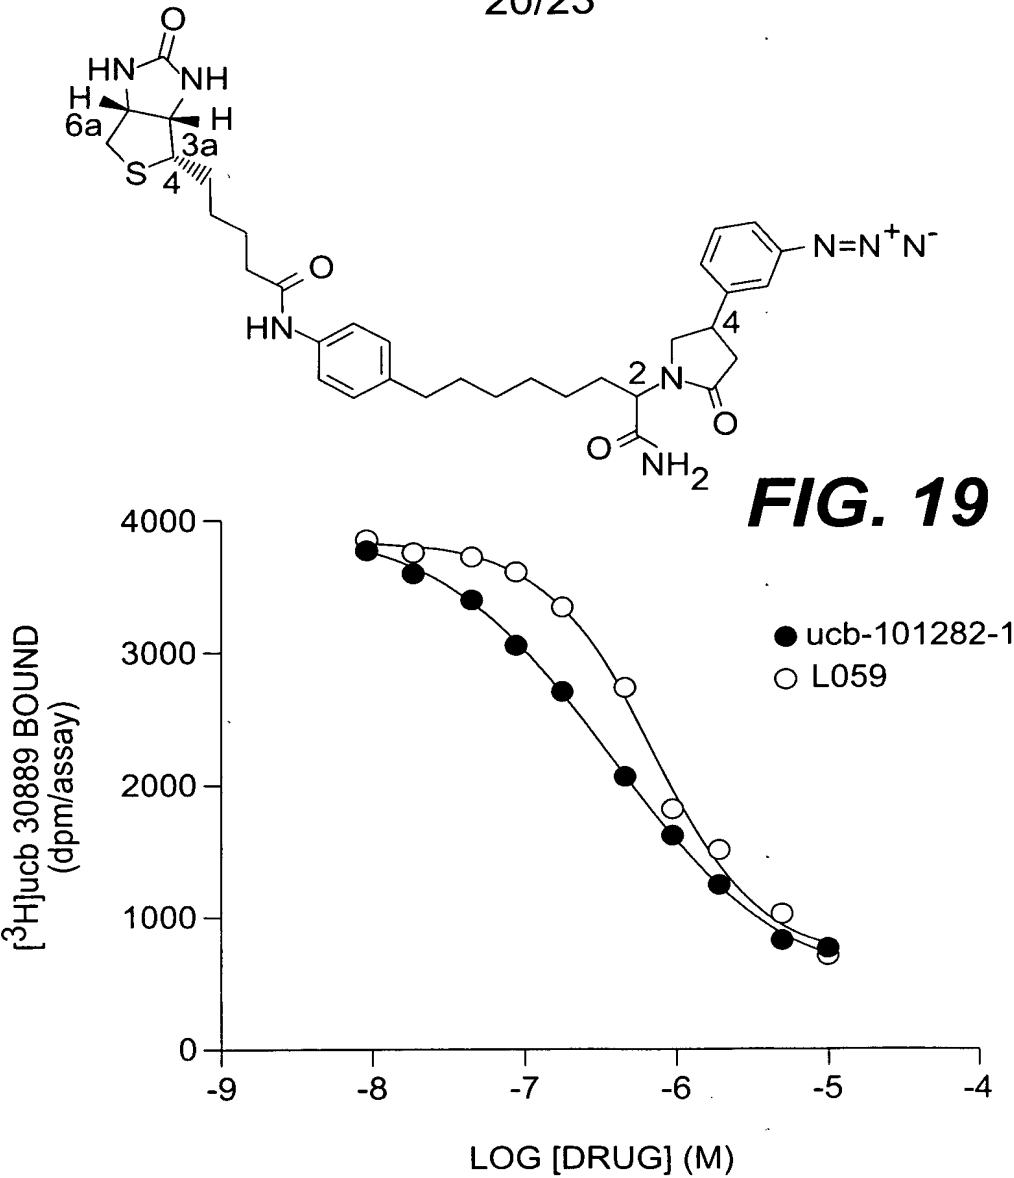 20/23
O
HN
NH
H
H
6a
3a
S
4
O
N=N⁺N⁻
HN
4
2
N
O
O
NH₂
FIG. 19
4000
3000
2000
1000
0
[³H]ucb 30889 BOUND
(dpm/assay)
ucb-101282-1
L059
-9 -8 -7 -6 -5 -4
LOG [DRUG] (M)